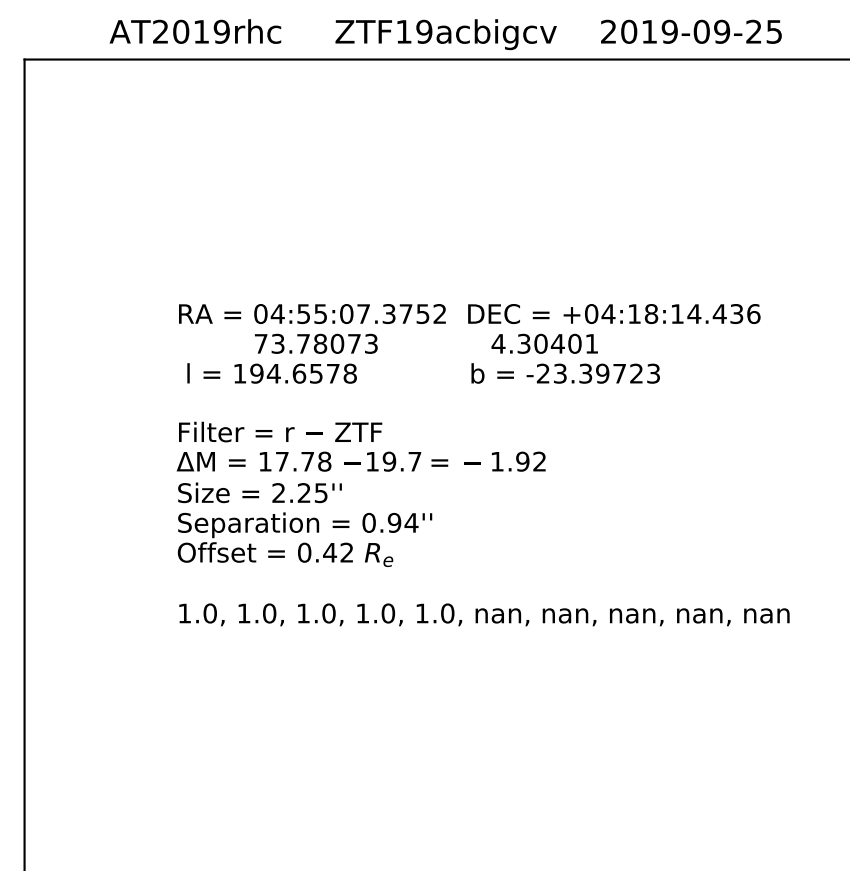 AT2019rhc ZTF19acbigcv 2019-09-25
RA = 04:55:07.3752 DEC = +04:18:14.436
73.78073 4.30401
l = 194.6578 b = -23.39723
Filter = r − ZTF
ΔM = 17.78 −19.7 = − 1.92
Size = 2.25''
Separation = 0.94''
Offset = 0.42 Re
1.0, 1.0, 1.0, 1.0, 1.0, nan, nan, nan, nan, nan